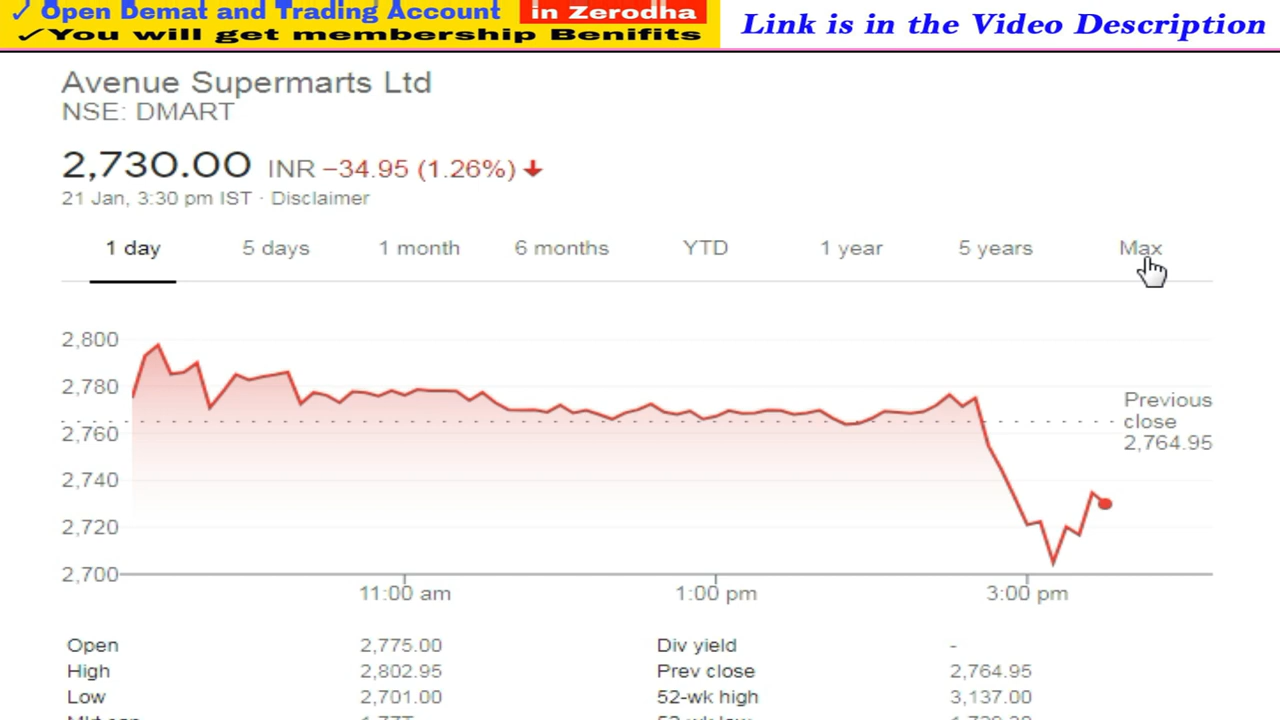 ✓ Open Demat and Trading Account in Zerodha
✓You will get membership Benifits
Link is in the Video Description
Avenue Supermarts Ltd
NSE: DMART
2,730.00 INR −34.95 (1.26%)
21 Jan, 3:30 pm IST · Disclaimer
1 day 5 days 1 month 6 months YTD 1 year 5 years Max
2,800
2,780
2,760
2,740
2,720
2,700
Previous
close
2,764.95
11:00 am 1:00 pm 3:00 pm
Open 2,775.00 Div yield -
High 2,802.95 Prev close 2,764.95
Low 2,701.00 52-wk high 3,137.00